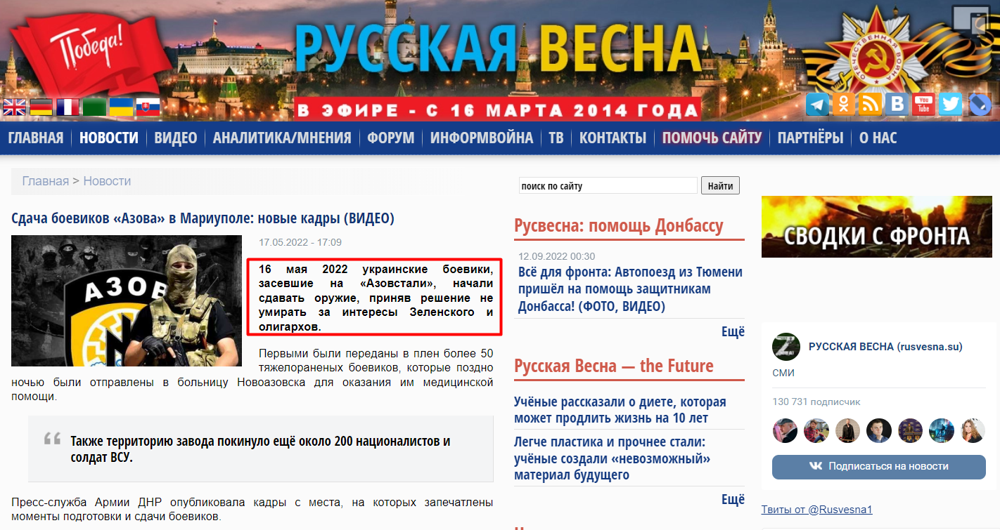 Победа!
РУССКАЯ ВЕСНА
В ЭФИРЕ - С 16 МАРТА 2014 ГОДА
ОТЕЧЕСТВЕННАЯ ВОЙНА
You
Tube
ГЛАВНАЯ НОВОСТИ ВИДЕО АНАЛИТИКА/МНЕНИЯ ФОРУМ ИНФОРМВОЙНА ТВ КОНТАКТЫ ПОМОЧЬ САЙТУ ПАРТНЁРЫ О НАС
Главная > Новости
Сдача боевиков «Азова» в Мариуполе: новые кадры (ВИДЕО)
АЗОВ
17.05.2022 - 17:09
16 мая 2022 украинские боевики,
засевшие на «Азовстали», начали
сдавать оружие, приняв решение не
умирать за интересы Зеленского и
олигархов.
Первыми были переданы в плен более 50
тяжелораненых боевиков, которые поздно
ночью были отправлены в больницу Новоазовска для оказания им медицинской
помощи.
Также территорию завода покинуло ещё около 200 националистов и
солдат ВСУ.
Пресс-служба Армии ДНР опубликовала кадры с места, на которых запечатлены
моменты подготовки и сдачи боевиков.
поиск по сайту
Найти
Русвесна: помощь Донбассу
12.09.2022 00:30
Всё для фронта: Автопоезд из Тюмени
пришёл на помощь защитникам
Донбасса! (ФОТО, ВИДЕО)
Ещё
Русская Весна — the Future
Учёные рассказали о диете, которая
может продлить жизнь на 10 лет
Легче пластика и прочнее стали:
учёные создали «невозможный»
материал будущего
Ещё
СВОДКИ С ФРОНТА
РУССКАЯ ВЕСНА (rusvesna.su)
СМИ
130 731 подписчик
Подписаться на новости
Твиты от @Rusvesna1